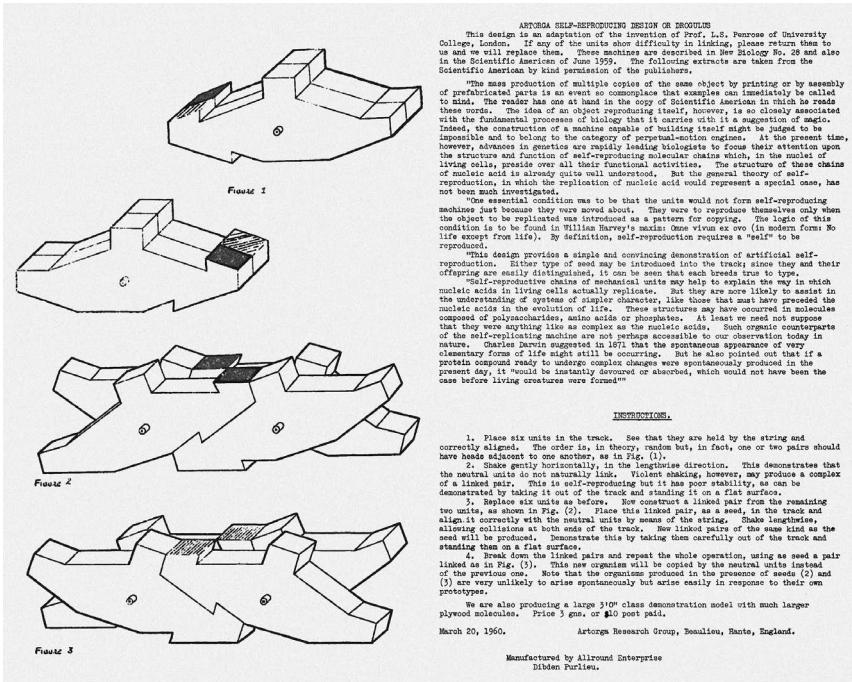 ARTORGA SELF-REPRODUCING DESIGN OR DROGULUS
This design is an adaptation of the invention of Prof. L.S. Penrose of University
College, London. If any of the units show difficulty in linking, please return them to
us and we will replace them. These machines are described in New Biology No. 28 and also
in the Scientific American of June 1959. The following extracts are taken from the
Scientific American by kind permission of the publishers.
"The mass production of multiple copies of the same object by printing or by assembly
of prefabricated parts is an event so commonplace that examples can immediately be called
to mind. The reader has one at hand in the copy of Scientific American in which he reads
these words. The idea of an object reproducing itself, however, is so closely associated
with the fundamental processes of biology that it carries with it a suggestion of magic.
Indeed, the construction of a machine capable of building itself might be judged to be
impossible and to belong to the category of perpetual-motion engines. At the present time,
however, advances in genetics are rapidly leading biologists to focus their attention upon
the structure and function of self-reproducing molecular chains which, in the nuclei of
living cells, preside over all their functional activities. The structure of these chains
of nucleic acid is already quite well understood. But the general theory of self-
reproduction, in which the replication of nucleic acid would represent a special case, has
not been much investigated.
"One essential condition was to be that the units would not form self-reproducing
machines just because they were moved about. They were to reproduce themselves only when
the object to be replicated was introduced as a pattern for copying. The logic of this
condition is to be found in William Harvey's maxim: Omne vivum ex ovo (in modern form: No
life except from life). By definition, self-reproduction requires a "self" to be
reproduced.
"This design provides a simple and convincing demonstration of artificial self-
reproduction. Either type of seed may be introduced into the track; since they and their
offspring are easily distinguished, it can be seen that each breeds true to type.
"Self-reproductive chains of mechanical units may help to explain the way in which
nucleic acids in living cells actually replicate. But they are more likely to assist in
the understanding of systems of simpler character, like those that must have preceded the
nucleic acids in the evolution of life. These structures may have occurred in molecules
composed of polysaccharides, amino acids or phosphates. At least we need not suppose
that they were anything like as complex as the nucleic acids. Such organic counterparts
of the self-replicating machine are not perhaps accessible to our observation today in
nature. Charles Darwin suggested in 1871 that the spontaneous appearance of very
elementary forms of life might still be occurring. But he also pointed out that if a
protein compound ready to undergo complex changes were spontaneously produced in the
present day, it "would be instantly devoured or absorbed, which would not have been the
case before living creatures were formed""
INSTRUCTIONS.
1. Place six units in the track. See that they are held by the string and
correctly aligned. The order is, in theory, random but, in fact, one or two pairs should
have heads adjacent to one another, as in Fig. (1).
2. Shake gently horizontally, in the lengthwise direction. This demonstrates that
the neutral units do not naturally link. Violent shaking, however, may produce a complex
of a linked pair. This is self-reproducing but it has poor stability, as can be
demonstrated by taking it out of the track and standing it on a flat surface.
3. Replace six units as before. Now construct a linked pair from the remaining
two units, as shown in Fig. (2). Place this linked pair, as a seed, in the track and
align it correctly with the neutral units by means of the string. Shake lengthwise,
allowing collisions at both ends of the track. New linked pairs of the same kind as the
seed will be produced. Demonstrate this by taking them carefully out of the track and
standing them on a flat surface.
4. Break down the linked pairs and repeat the whole operation, using as seed a pair
linked as in Fig. (3). This new organism will be copied by the neutral units instead
of the previous one. Note that the organisms produced in the presence of seeds (2) and
(3) are very unlikely to arise spontaneously but arise easily in response to their own
prototypes.
We are also producing a large 3'0" class demonstration model with much larger
plywood molecules. Price 3 gns. or $10 post paid.
March 20, 1960. Artorga Research Group, Beaulieu, Hants, England.
Manufactured by Allround Enterprise
Dibden Purlieu.
Figure 1
Figure 2
Figure 3